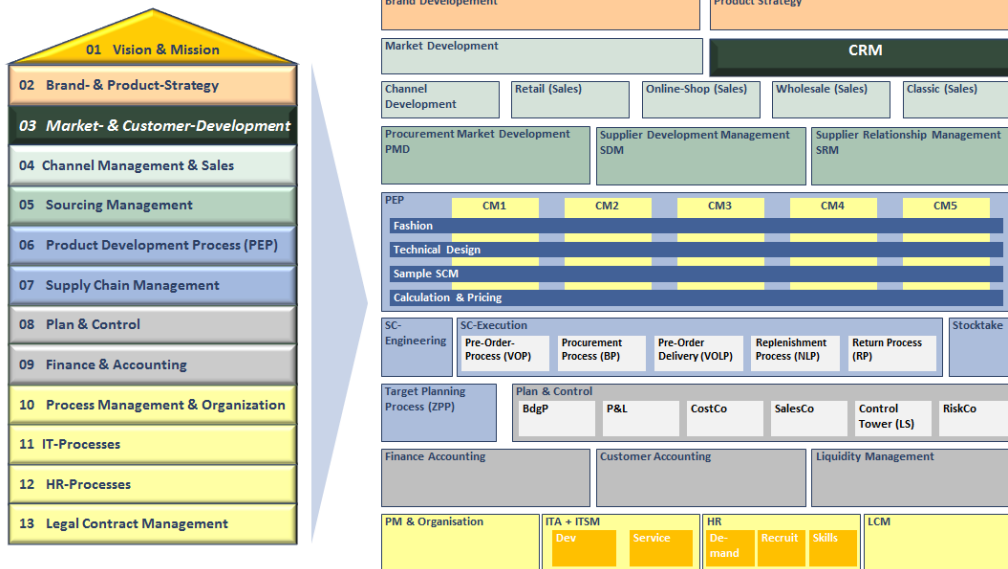 01 Vision & Mission
02 Brand- & Product-Strategy
03 Market- & Customer-Development
04 Channel Management & Sales
05 Sourcing Management
06 Product Development Process (PEP)
07 Supply Chain Management
08 Plan & Control
09 Finance & Accounting
10 Process Management & Organization
11 IT-Processes
12 HR-Processes
13 Legal Contract Management
Brand Developement
Product Strategy
Market Development
CRM
Channel
Development
Retail (Sales)
Online-Shop (Sales)
Wholesale (Sales)
Classic (Sales)
Procurement Market Development
PMD
Supplier Development Management
SDM
Supplier Relationship Management
SRM
PEP
CM1
CM2
CM3
CM4
CM5
Fashion
Technical Design
Sample SCM
Calculation & Pricing
SC-
Engineering
SC-Execution
Pre-Order-
Process (VOP)
Procurement
Process (BP)
Pre-Order
Delivery (VOLP)
Replenishment
Process (NLP)
Return Process
(RP)
Stocktake
Target Planning
Process (ZPP)
Plan & Control
BdgP
P&L
CostCo
SalesCo
Control
Tower (LS)
RiskCo
Finance Accounting
Customer Accounting
Liquidity Management
PM & Organisation
ITA + ITSM
Dev
Service
HR
De-
mand
Recruit
Skills
LCM